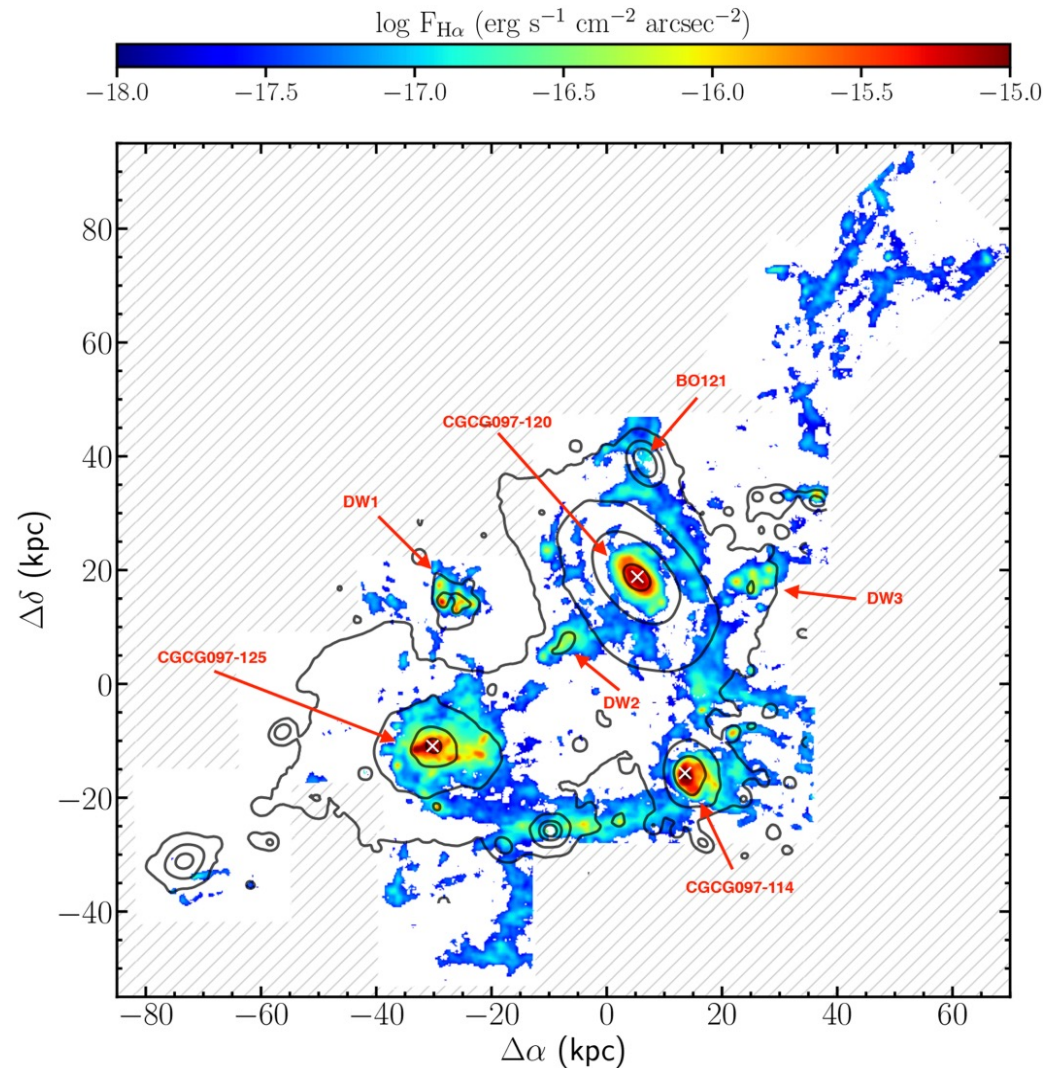 log F_Hα (erg s⁻¹ cm⁻² arcsec⁻²)
−18.0 −17.5 −17.0 −16.5 −16.0 −15.5 −15.0
80
60
BO121
CGCG097-120
40
DW1
20
DW3
Δδ (kpc)
CGCG097-125
0
DW2
−20
CGCG097-114
−40
−80 −60 −40 −20 0 20 40 60
Δα (kpc)